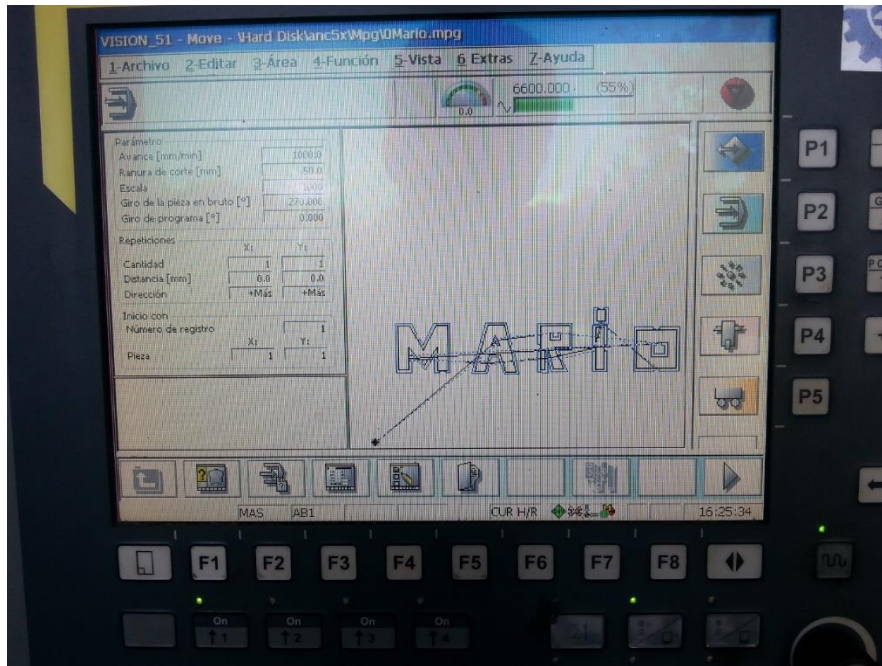 VISION_51 - Move - \Hard Disk\anc5x\Mpg\0Mario.mpg
1-Archivo 2-Editar 3-Área 4-Función 5-Vista 6 Extras 7-Ayuda
6600.000 (55%)
0.0
Parámetro
Avance [mm/min] 1000.0
Ranura de corte [mm] 50.0
Escala 1000
Giro de la pieza en bruto [°] 270.000
Giro de programa [°] 0.000
Repeticiones
X: Y:
Cantidad 1 1
Distancia [mm] 0.0 0.0
Dirección +Más +Más
Inicio con
Número de registro 1
X: Y:
Pieza 1 1
MARiO
P1
P2
P3
P4
P5
MAS AB1 CUR H/R 16:25:34
F1 F2 F3 F4 F5 F6 F7 F8
On On On On
↑1 ↑2 ↑3 ↑4